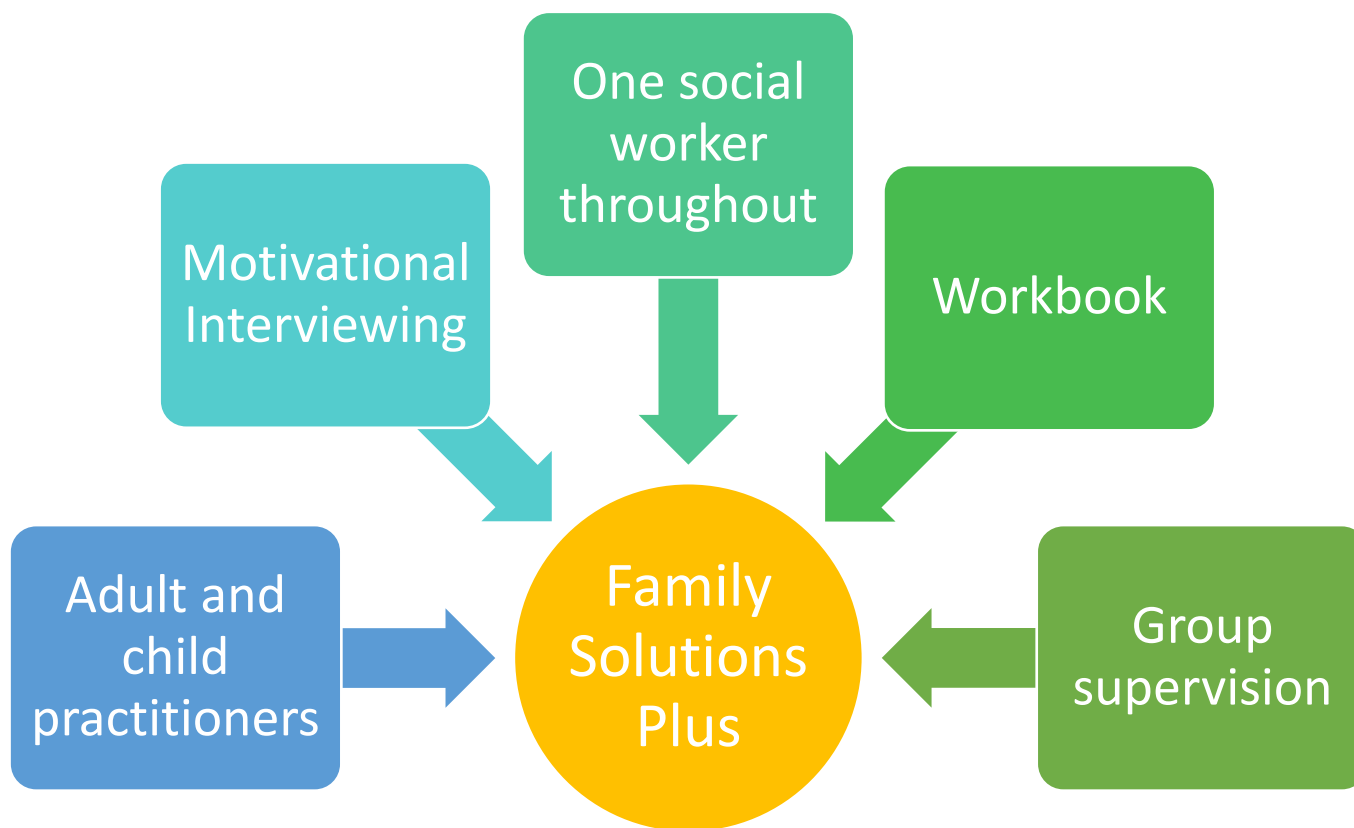 One social
worker
throughout
Motivational
Interviewing
Workbook
Adult and
child
practitioners
Family
Solutions
Plus
Group
supervision